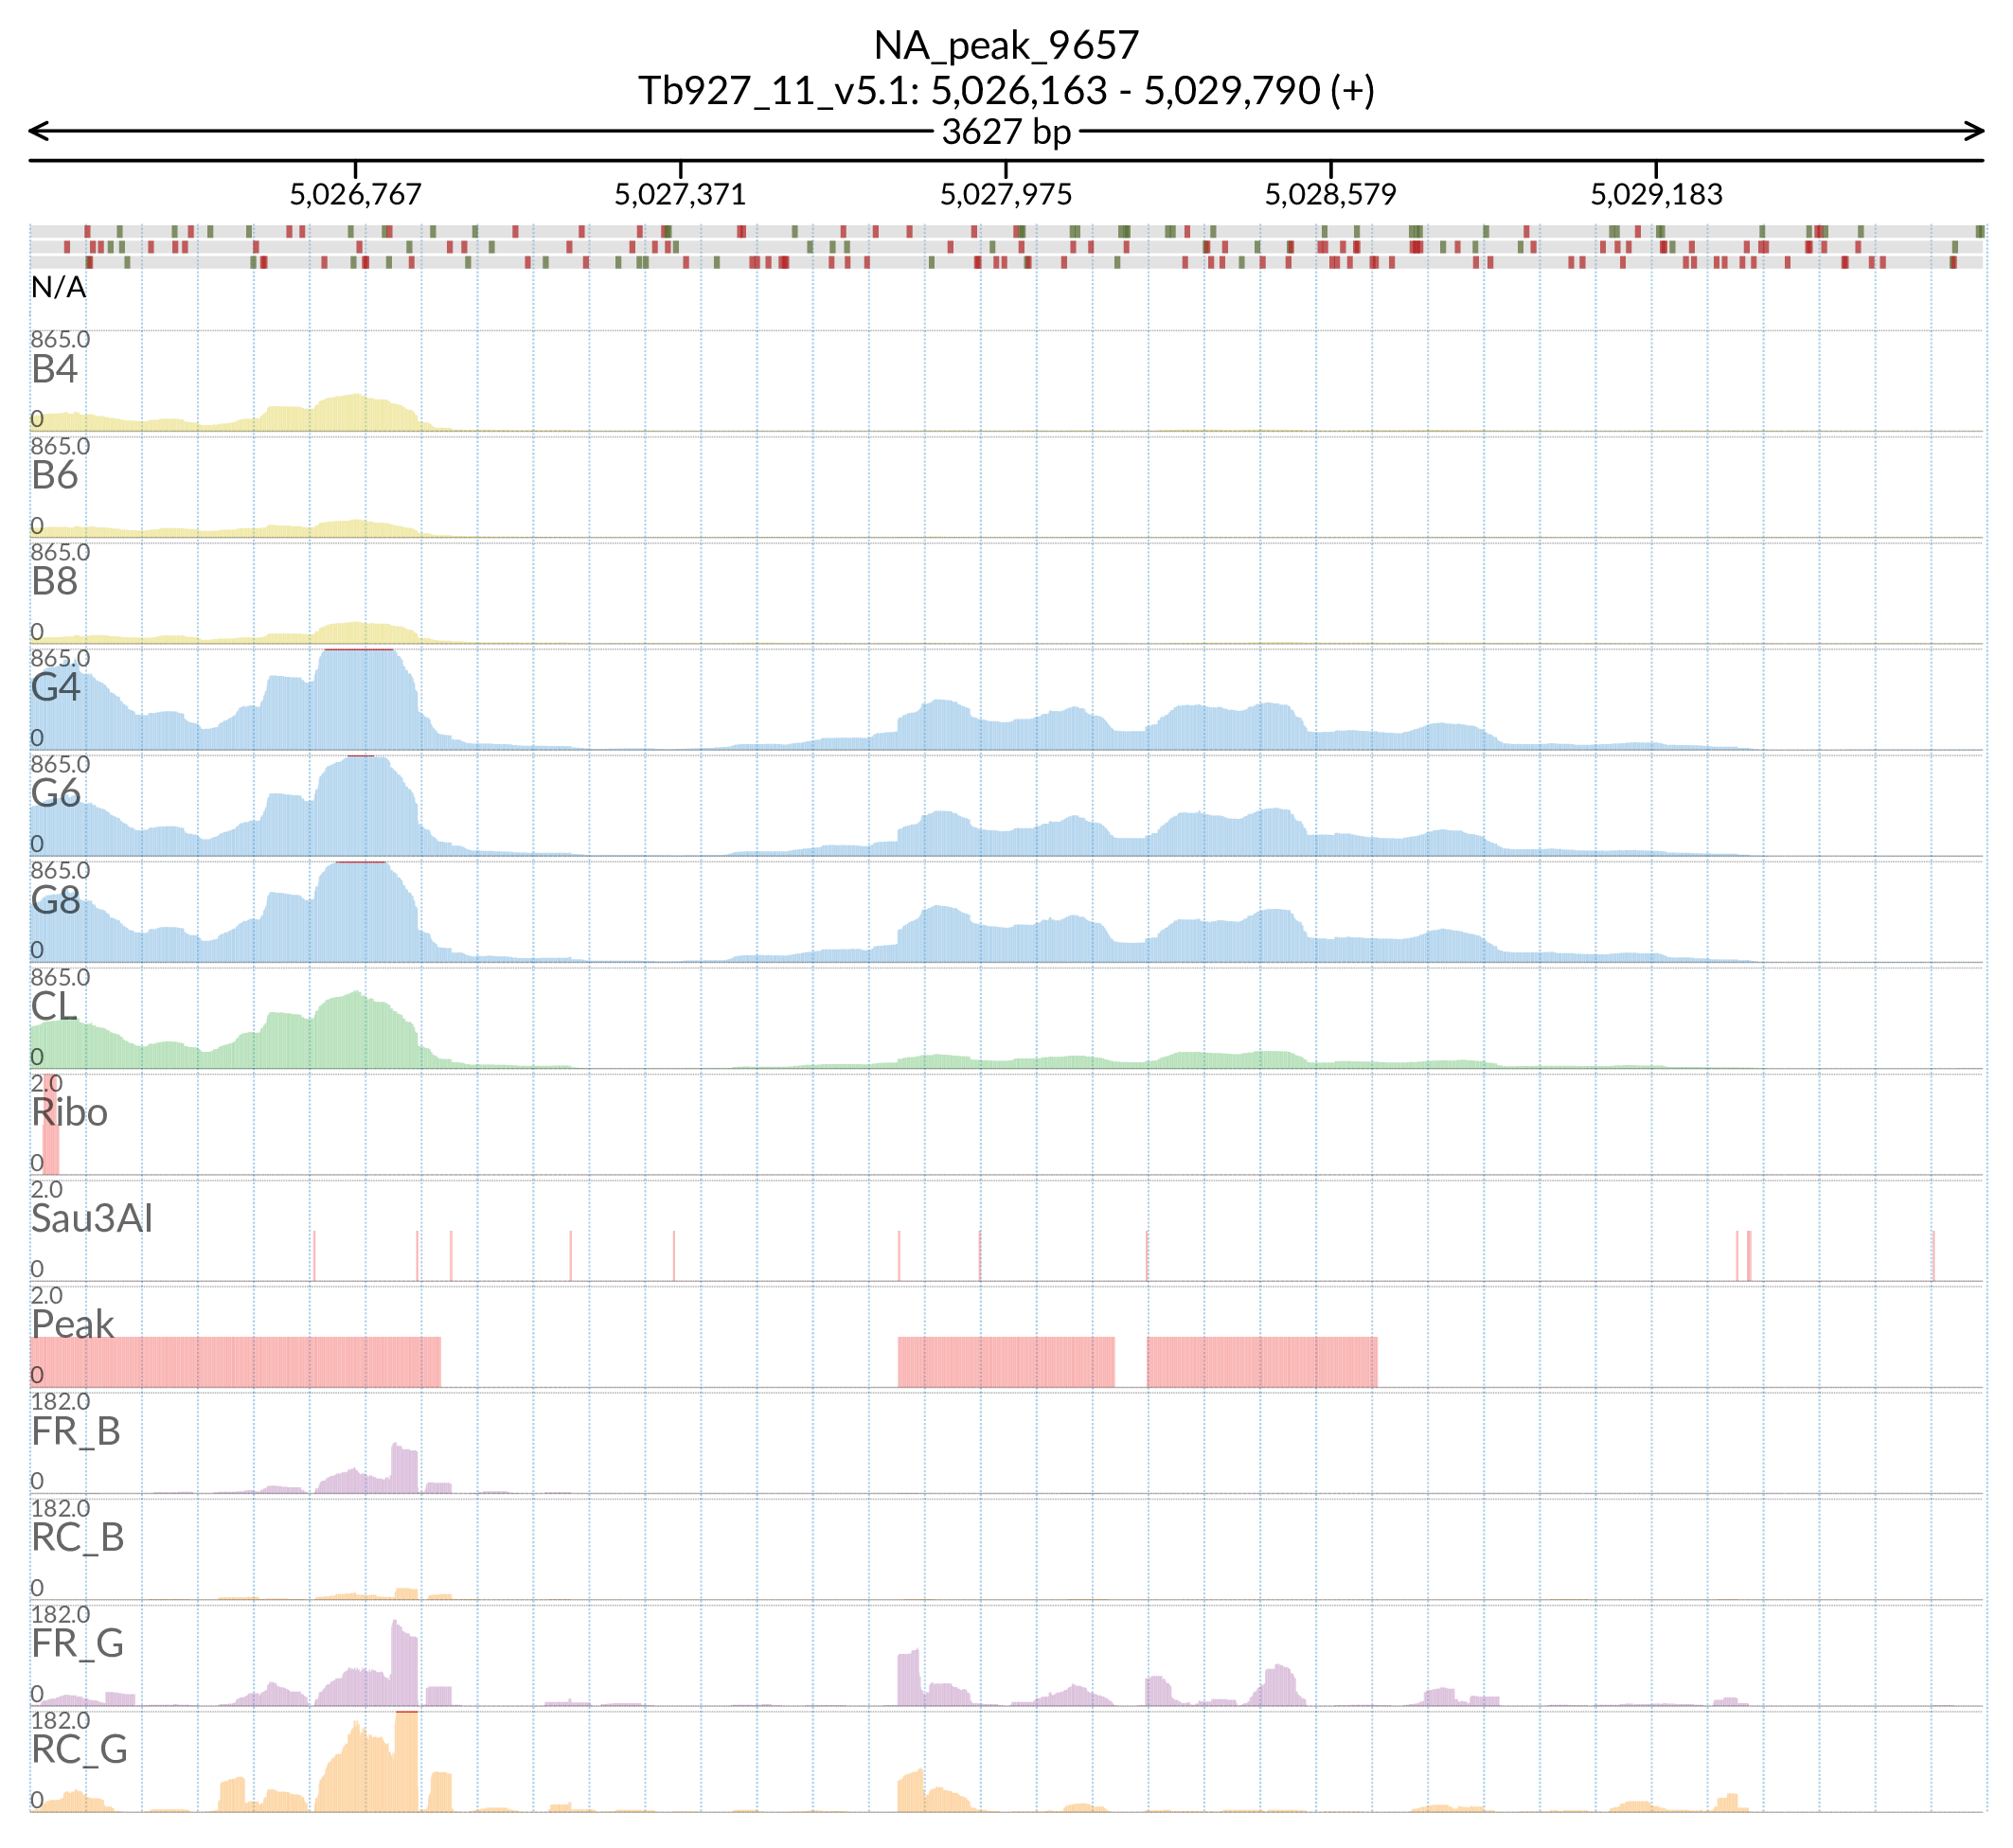 NA_peak_9657
Tb927_11_v5.1: 5,026,163 - 5,029,790 (+)
3627 bp
5,026,767 5,027,371 5,027,975 5,028,579 5,029,183
N/A
865.0
B4
0
865.0
B6
0
865.0
B8
0
865.0
G4
0
865.0
G6
0
865.0
G8
0
865.0
CL
0
2.0
Ribo
0
2.0
Sau3AI
0
2.0
Peak
0
182.0
FR_B
0
182.0
RC_B
0
182.0
FR_G
0
182.0
RC_G
0